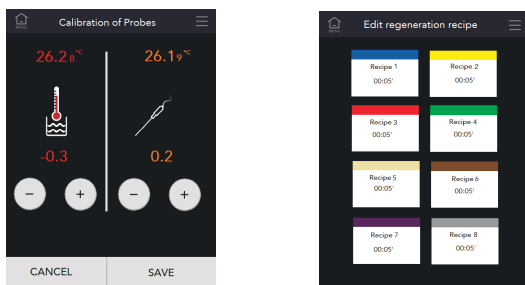 Calibration of Probes
MENU
26.28°C
26.19°C
-0.3
0.2
− + − +
CANCEL
SAVE
Edit regeneration recipe
MENU
Recipe 1
00:05'
Recipe 2
00:05'
Recipe 3
00:05'
Recipe 4
00:05'
Recipe 5
00:05'
Recipe 6
00:05'
Recipe 7
00:05'
Recipe 8
00:05'